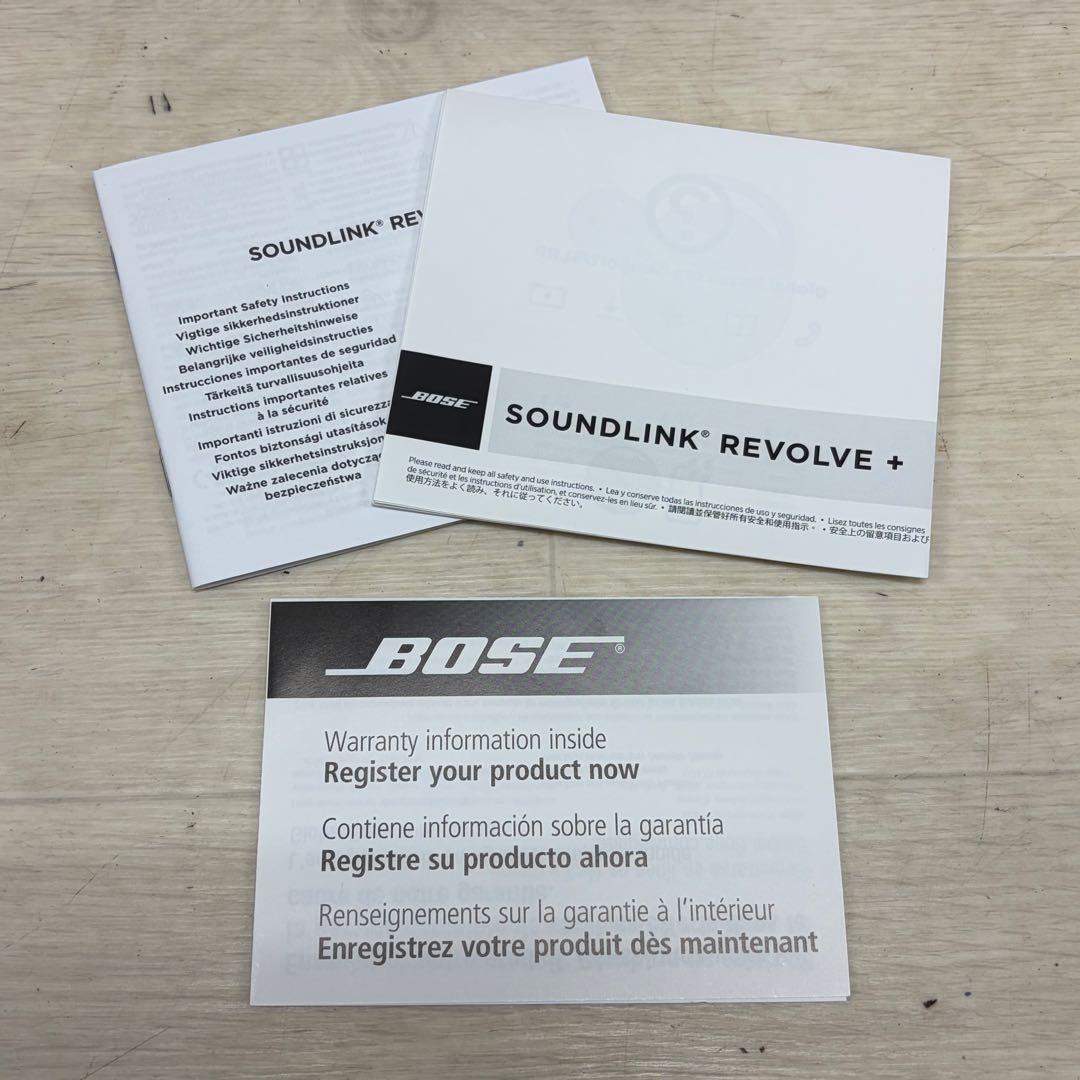 SOUNDLINK® REV
Important Safety Instructions
Vigtige sikkerhedsinstruktioner
Wichtige Sicherheitshinweise
Belangrijke veiligheidsinstructies
Instrucciones importantes de seguridad
Tärkeitä turvallisuusohjeita
Instructions importantes relatives
à la sécurité
Importanti istruzioni di sicurezza
Fontos biztonsági utasítások
Viktige sikkerhetsinstruksjon
Ważne zalecenia dotycząc
bezpieczeństwa
BOSE
SOUNDLINK® REVOLVE +
Please read and keep all safety and use instructions. • Lea y conserve todas las instrucciones de uso y seguridad. • Lisez toutes les consignes
de sécurité et les instructions d'utilisation, et conservez-les en lieu sûr. • 請閱讀並保管好所有安全和使用指示。 • 安全上の留意項目および
使用方法をよく読み、それに従ってください。
BOSE®
Warranty information inside
Register your product now
Contiene información sobre la garantía
Registre su producto ahora
Renseignements sur la garantie à l'intérieur
Enregistrez votre produit dès maintenant